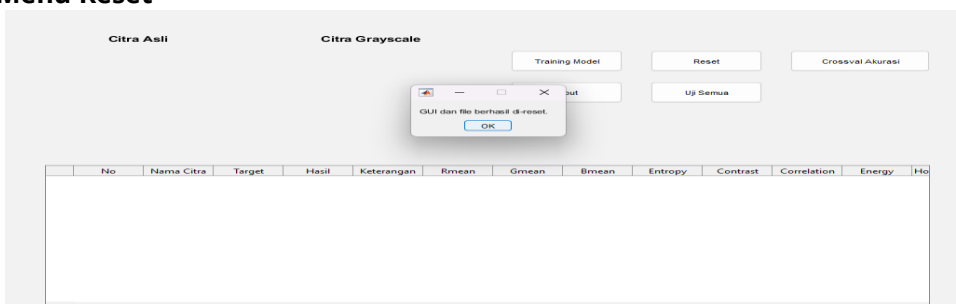 Menu Reset
Citra Asli
Citra Grayscale
Training Model
Reset
Crossval Akurasi
Uji Semua
GUI dan file berhasil di-reset.
OK
No Nama Citra Target Hasil Keterangan Rmean Gmean Bmean Entropy Contrast Correlation Energy Ho